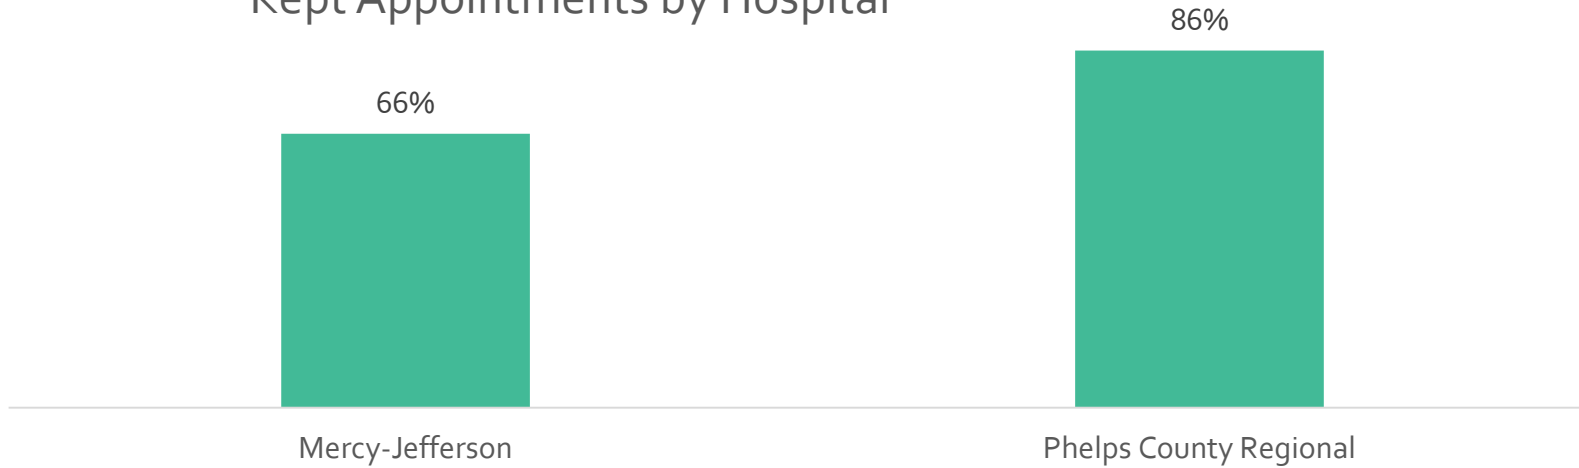 Kept Appointments by Hospital
86%
66%
Mercy-Jefferson
Phelps County Regional